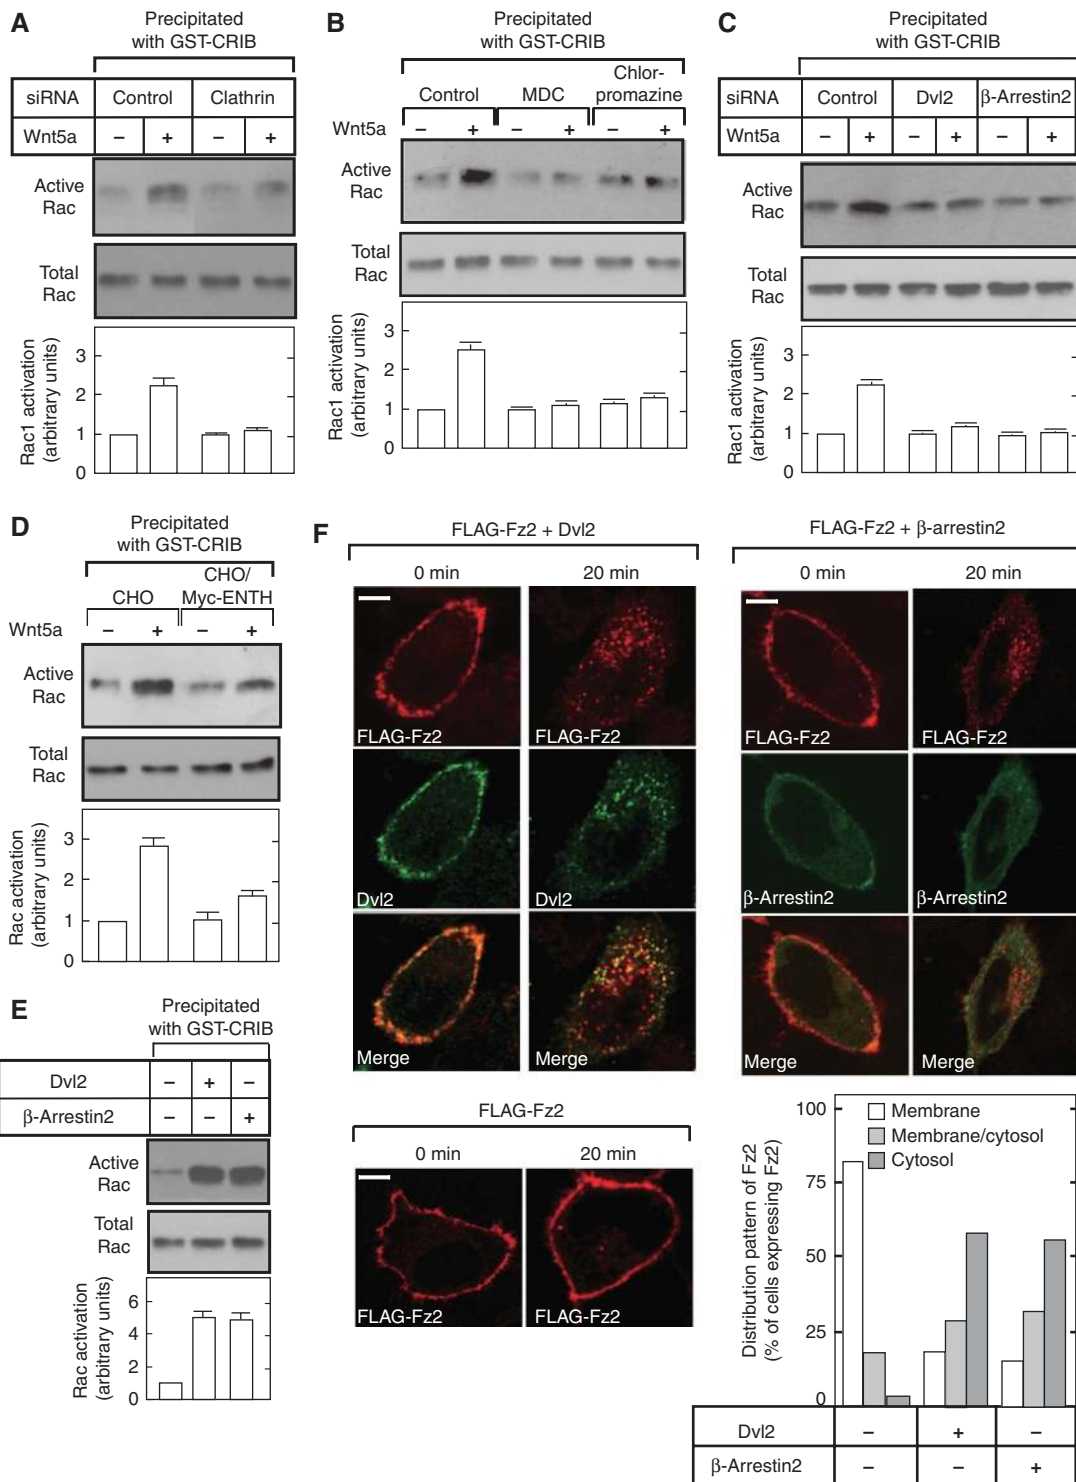 A
Precipitated
with GST-CRIB
siRNA Control Clathrin
Wnt5a – + – +
Active
Rac
Total
Rac
Rac1 activation
(arbitrary units)
3
2
1
0
B
Precipitated
with GST-CRIB
Control MDC Chlor-
promazine
Wnt5a – + – + – +
Active
Rac
Total
Rac
Rac1 activation
(arbitrary units)
3
2
1
0
C
Precipitated
with GST-CRIB
siRNA Control Dvl2 β-Arrestin2
Wnt5a – + – + – +
Active
Rac
Total
Rac
Rac1 activation
(arbitrary units)
3
2
1
0
D
Precipitated
with GST-CRIB
CHO CHO/
Myc-ENTH
Wnt5a – + – +
Active
Rac
Total
Rac
Rac activation
(arbitrary units)
3
2
1
0
E
Precipitated
with GST-CRIB
Dvl2 – + –
β-Arrestin2 – – +
Active
Rac
Total
Rac
Rac activation
(arbitrary units)
6
4
2
0
F
FLAG-Fz2 + Dvl2
0 min 20 min
FLAG-Fz2 FLAG-Fz2
Dvl2 Dvl2
Merge Merge
FLAG-Fz2 + β-arrestin2
0 min 20 min
FLAG-Fz2 FLAG-Fz2
β-Arrestin2 β-Arrestin2
Merge Merge
FLAG-Fz2
0 min 20 min
FLAG-Fz2 FLAG-Fz2
Distribution pattern of Fz2
(% of cells expressing Fz2)
100
75
50
25
0
Membrane
Membrane/cytosol
Cytosol
Dvl2 – + –
β-Arrestin2 – – +